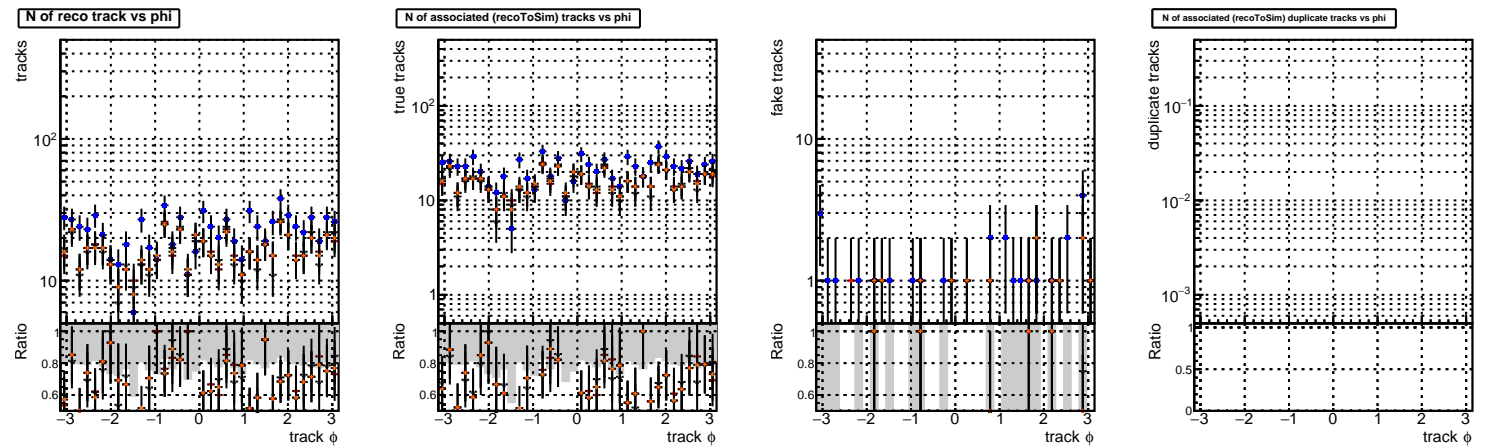 N of reco track vs phi
tracks
10²
10
Ratio
1
0.8
0.6
−3 −2 −1 0 1 2 3
track ϕ
N of associated (recoToSim) tracks vs phi
true tracks
10²
10
1
Ratio
1
0.8
0.6
−3 −2 −1 0 1 2 3
track ϕ
fake tracks
10
1
Ratio
1
0.8
0.6
−3 −2 −1 0 1 2 3
track ϕ
N of associated (recoToSim) duplicate tracks vs phi
duplicate tracks
10⁻¹
10⁻²
10⁻³
Ratio
1
0.5
0
−3 −2 −1 0 1 2 3
track ϕ